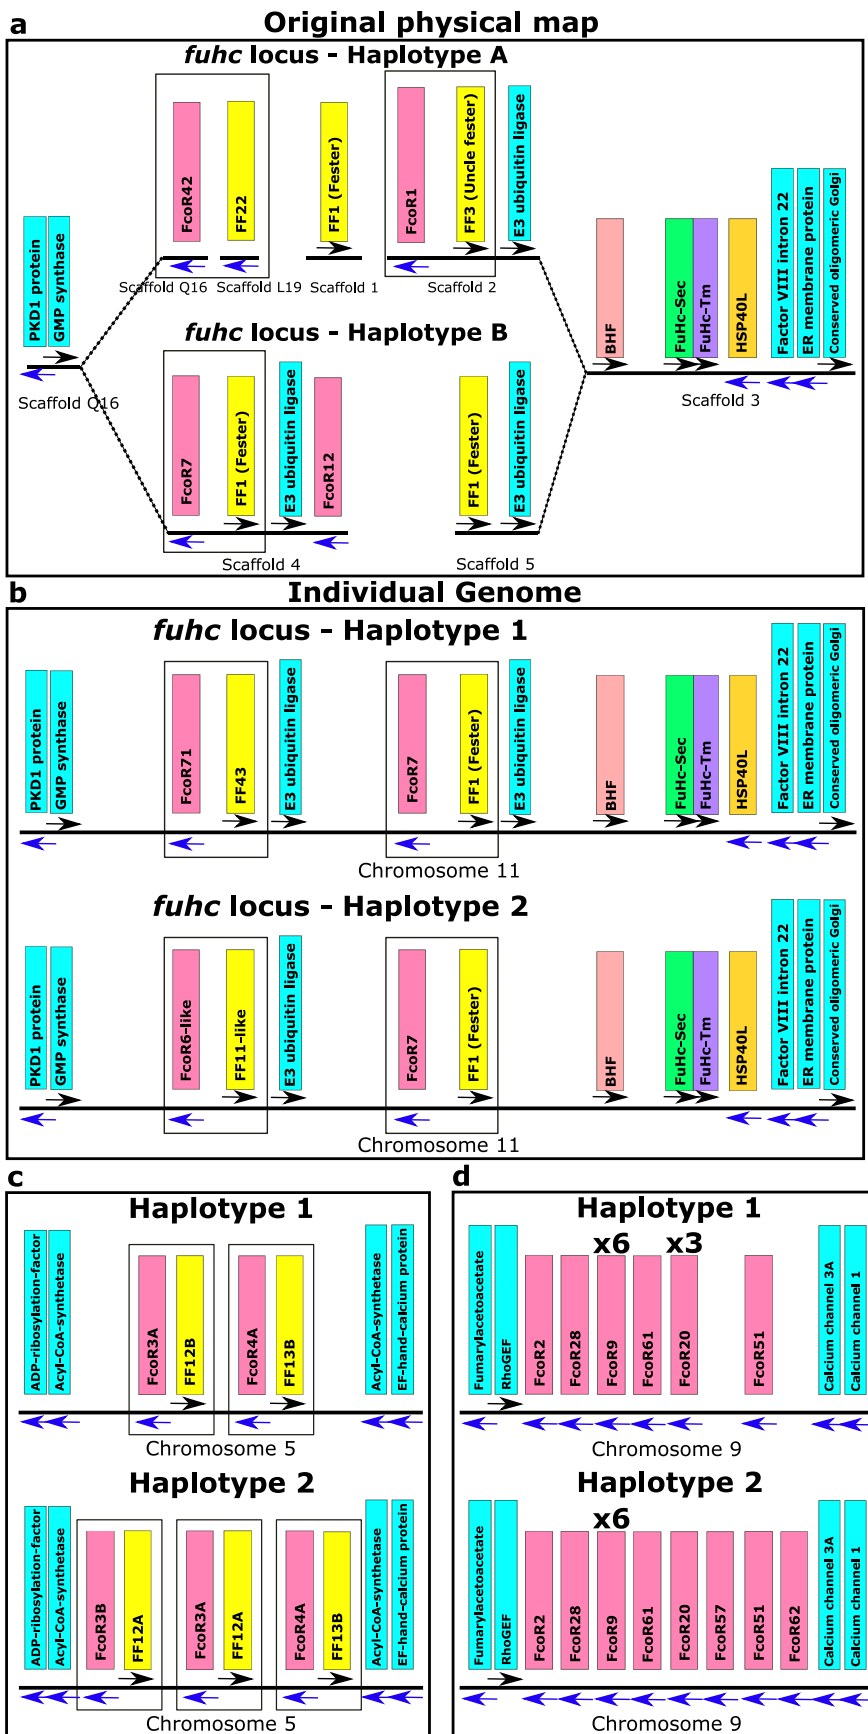 a
Original physical map
fuhc locus - Haplotype A
FcoR42
FF22
FF1 (Fester)
FcoR1
FF3 (Uncle fester)
E3 ubiquitin ligase
Scaffold Q16
Scaffold L19
Scaffold 1
Scaffold 2
PKD1 protein
GMP synthase
Scaffold Q16
fuhc locus - Haplotype B
FcoR7
FF1 (Fester)
E3 ubiquitin ligase
FcoR12
FF1 (Fester)
E3 ubiquitin ligase
Scaffold 4
Scaffold 5
BHF
FuHc-Sec
FuHc-Tm
HSP40L
Factor VIII intron 22
ER membrane protein
Conserved oligomeric Golgi
Scaffold 3
b
Individual Genome
fuhc locus - Haplotype 1
PKD1 protein
GMP synthase
FcoR71
FF43
E3 ubiquitin ligase
FcoR7
FF1 (Fester)
E3 ubiquitin ligase
BHF
FuHc-Sec
FuHc-Tm
HSP40L
Factor VIII intron 22
ER membrane protein
Conserved oligomeric Golgi
Chromosome 11
fuhc locus - Haplotype 2
PKD1 protein
GMP synthase
FcoR6-like
FF11-like
E3 ubiquitin ligase
FcoR7
FF1 (Fester)
BHF
FuHc-Sec
FuHc-Tm
HSP40L
Factor VIII intron 22
ER membrane protein
Conserved oligomeric Golgi
Chromosome 11
c
Haplotype 1
ADP-ribosylation-factor
Acyl-CoA-synthetase
FcoR3A
FF12B
FcoR4A
FF13B
Acyl-CoA-synthetase
EF-hand-calcium protein
Chromosome 5
Haplotype 2
ADP-ribosylation-factor
Acyl-CoA-synthetase
FcoR3B
FF12A
FcoR3A
FF12A
FcoR4A
FF13B
Acyl-CoA-synthetase
EF-hand-calcium protein
Chromosome 5
d
Haplotype 1
x6
x3
Fumarylacetoacetate
RhoGEF
FcoR2
FcoR28
FcoR9
FcoR61
FcoR20
FcoR51
Calcium channel 3A
Calcium channel 1
Chromosome 9
Haplotype 2
x6
Fumarylacetoacetate
RhoGEF
FcoR2
FcoR28
FcoR9
FcoR61
FcoR20
FcoR57
FcoR51
FcoR62
Calcium channel 3A
Calcium channel 1
Chromosome 9